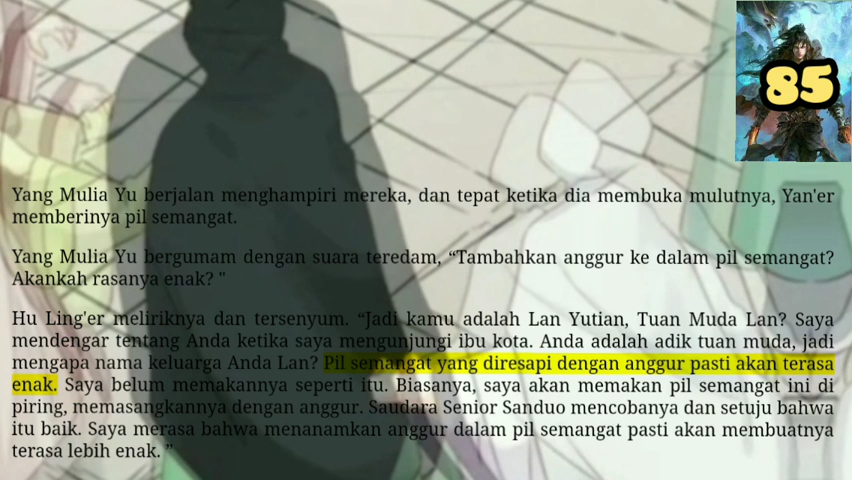 85
Yang Mulia Yu berjalan menghampiri mereka, dan tepat ketika dia membuka mulutnya, Yan'er
memberinya pil semangat.
Yang Mulia Yu bergumam dengan suara teredam, “Tambahkan anggur ke dalam pil semangat?
Akankah rasanya enak? "
Hu Ling'er meliriknya dan tersenyum. “Jadi kamu adalah Lan Yutian, Tuan Muda Lan? Saya
mendengar tentang Anda ketika saya mengunjungi ibu kota. Anda adalah adik tuan muda, jadi
mengapa nama keluarga Anda Lan? Pil semangat yang diresapi dengan anggur pasti akan terasa
enak. Saya belum memakannya seperti itu. Biasanya, saya akan memakan pil semangat ini di
piring, memasangkannya dengan anggur. Saudara Senior Sanduo mencobanya dan setuju bahwa
itu baik. Saya merasa bahwa menanamkan anggur dalam pil semangat pasti akan membuatnya
terasa lebih enak. ”